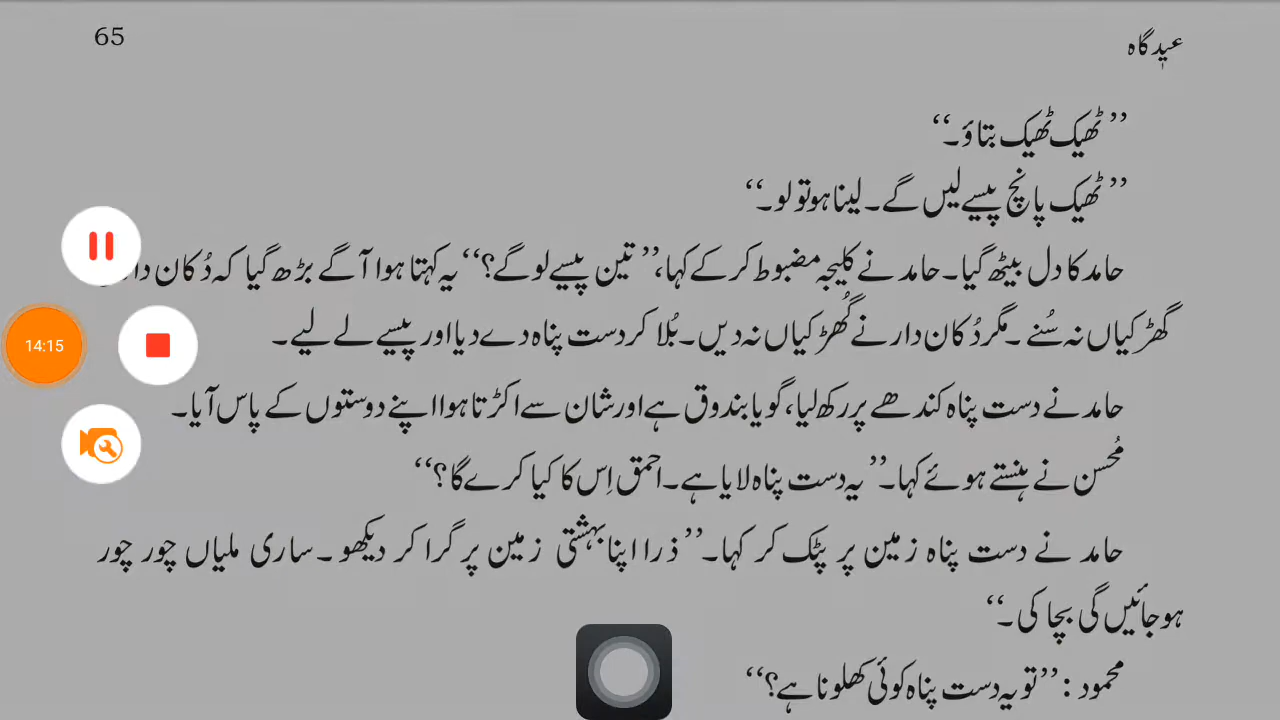 65
عیدگاہ
”ٹھیک ٹھیک بتاؤ۔“
”ٹھیک پانچ پیسے لیں گے۔ لینا ہو تو لو۔“
حامد کا دل بیٹھ گیا۔ حامد نے کلیجہ مضبوط کر کے کہا، ”تین پیسے لوگے؟“ یہ کہتا ہوا آگے بڑھ گیا کہ دُکان
گھڑکیاں نہ سُنے۔ مگر دُکان دار نے گُھڑکیاں نہ دیں۔ بُلا کر دست پناہ دے دیا اور پیسے لے لیے۔
حامد نے دست پناہ کندھے پر رکھ لیا، گویا بندوق ہے اور شان سے اکڑتا ہوا اپنے دوستوں کے پاس آیا۔
مُحسن نے ہنستے ہوئے کہا۔ ”یہ دست پناہ لایا ہے۔ احمق اِس کا کیا کرے گا؟“
حامد نے دست پناہ زمین پر پٹک کر کہا۔ ”ذرا اپنا بہشتی زمین پر گرا کر دیکھو۔ ساری ملیاں چور چور
ہو جائیں گی بچا کی۔“
محمود : ”تو یہ دست پناہ کوئی کھلونا ہے؟“
14:15